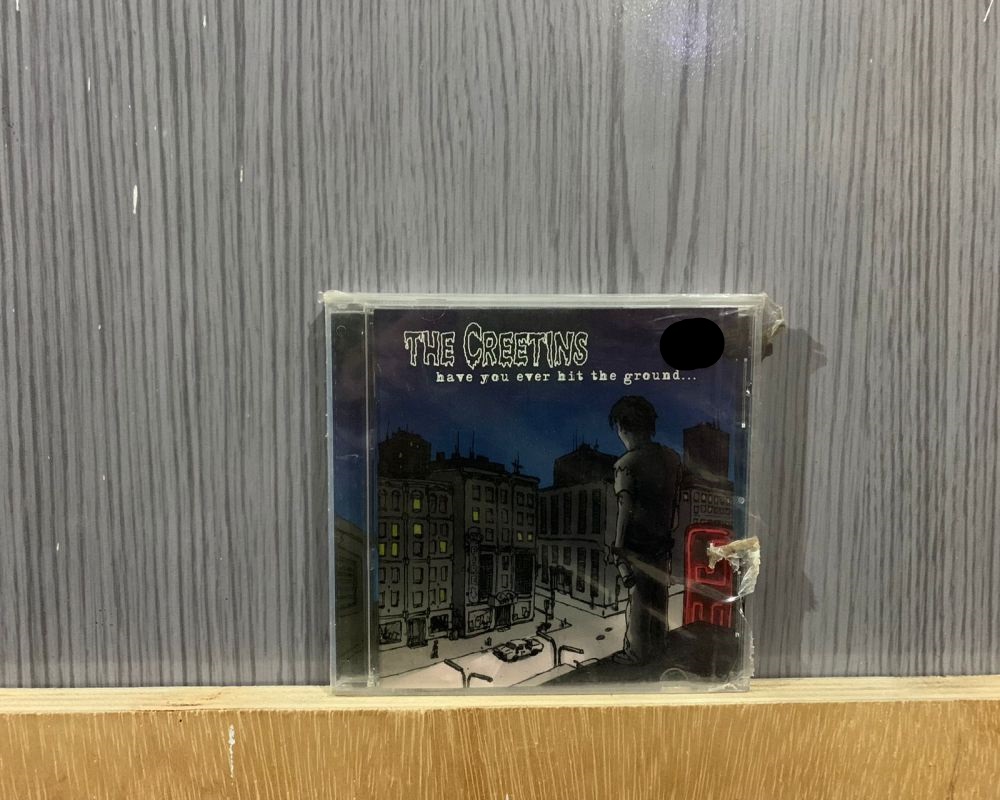 THE CREETINS
have you ever hit the ground...